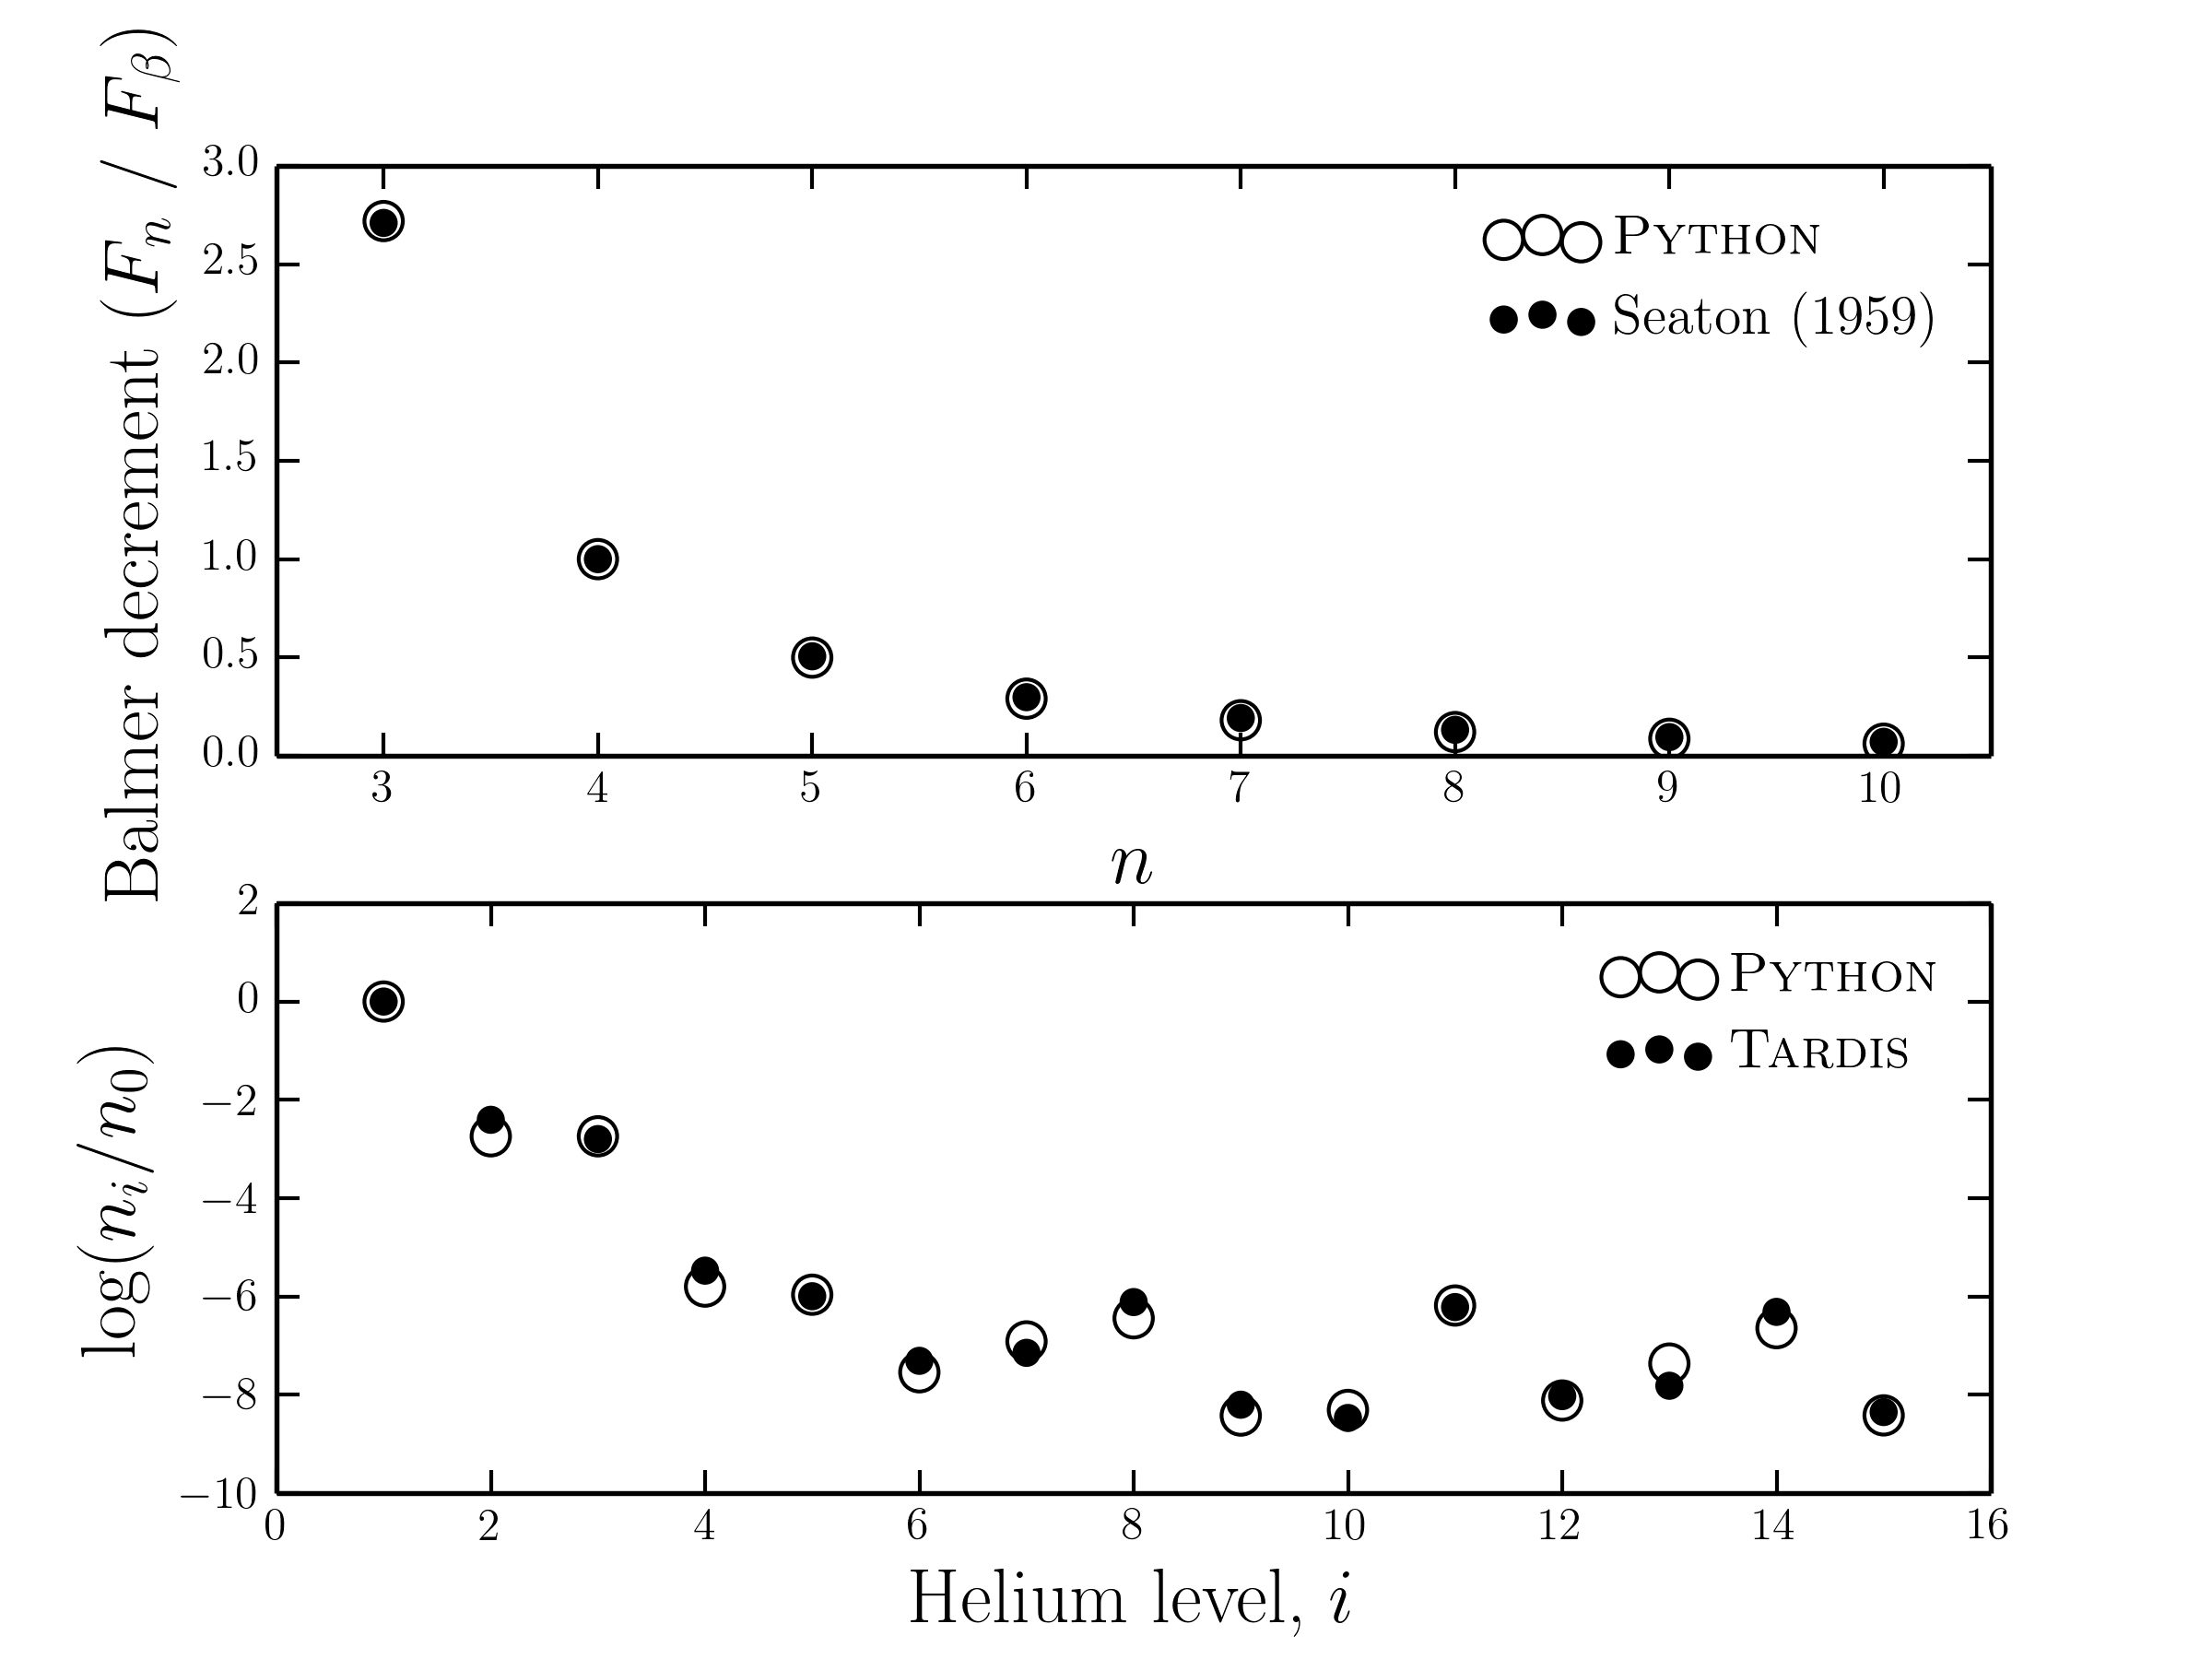 Balmer decrement (Fₙ / Fᵦ)
3.0
2.5
2.0
1.5
1.0
0.5
0.0
PYTHON
Seaton (1959)
3 4 5 6 7 8 9 10
n
log(nᵢ/n₀)
2
0
−2
−4
−6
−8
−10
PYTHON
TARDIS
0 2 4 6 8 10 12 14 16
Helium level, i